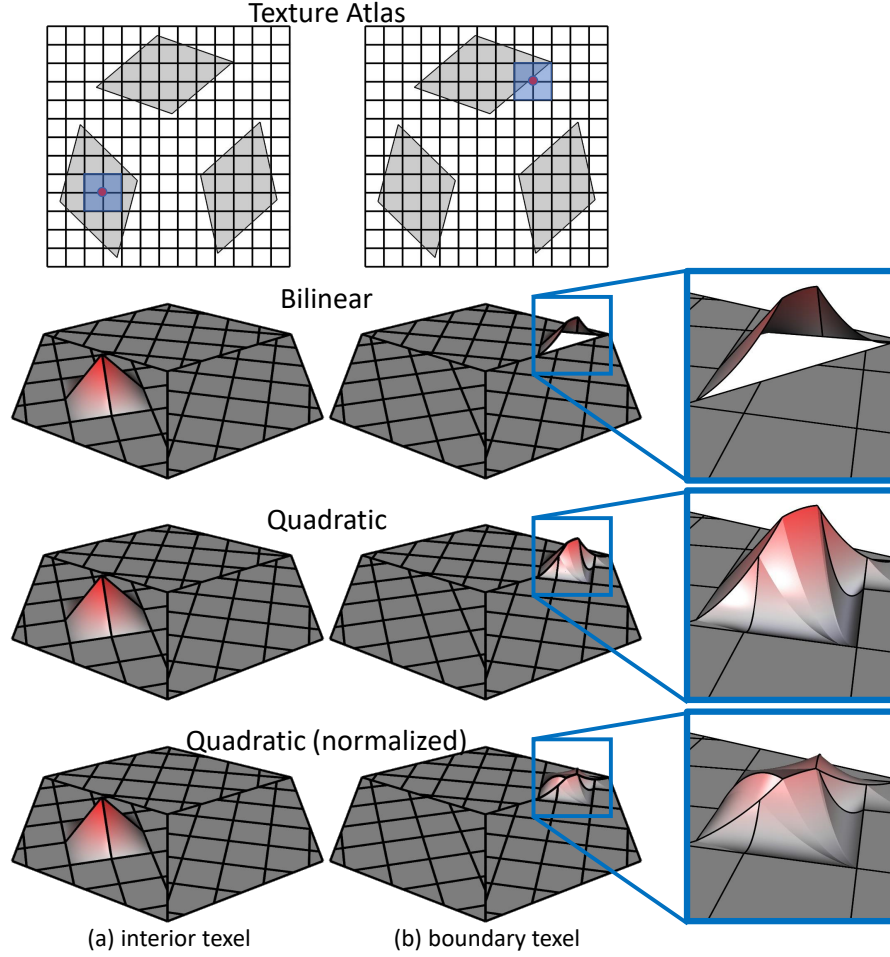 Texture Atlas
Bilinear
Quadratic
Quadratic (normalized)
(a) interior texel
(b) boundary texel